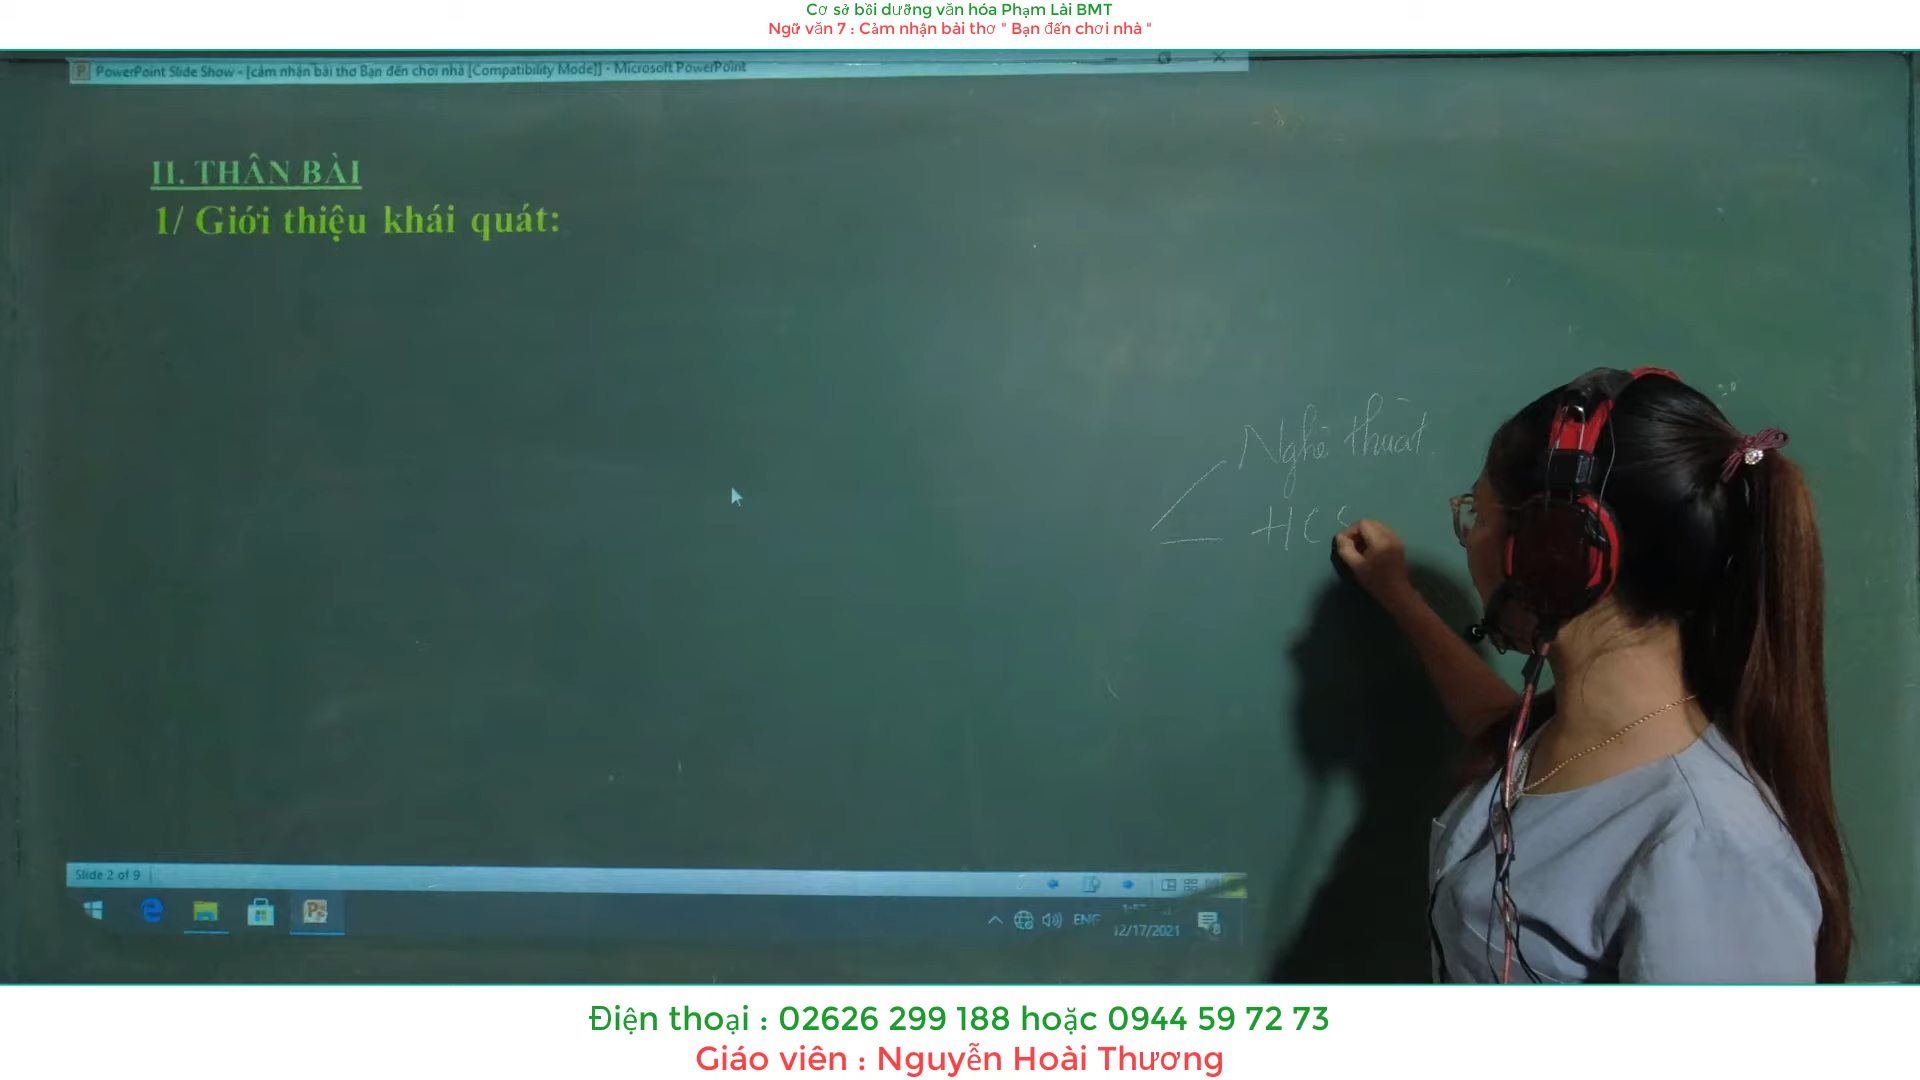 Cơ sở bồi dưỡng văn hóa Phạm Lài BMT
Ngữ văn 7 : Cảm nhận bài thơ " Bạn đến chơi nhà "
PowerPoint Slide Show - [cảm nhận bài thơ Bạn đến chơi nhà [Compatibility Mode]] - Microsoft PowerPoint
II. THÂN BÀI
1/ Giới thiệu khái quát:
Nghệ thuật
HCS
Slide 2 of 9
ENG
12/17/2021
Điện thoại : 02626 299 188 hoặc 0944 59 72 73
Giáo viên : Nguyễn Hoài Thương